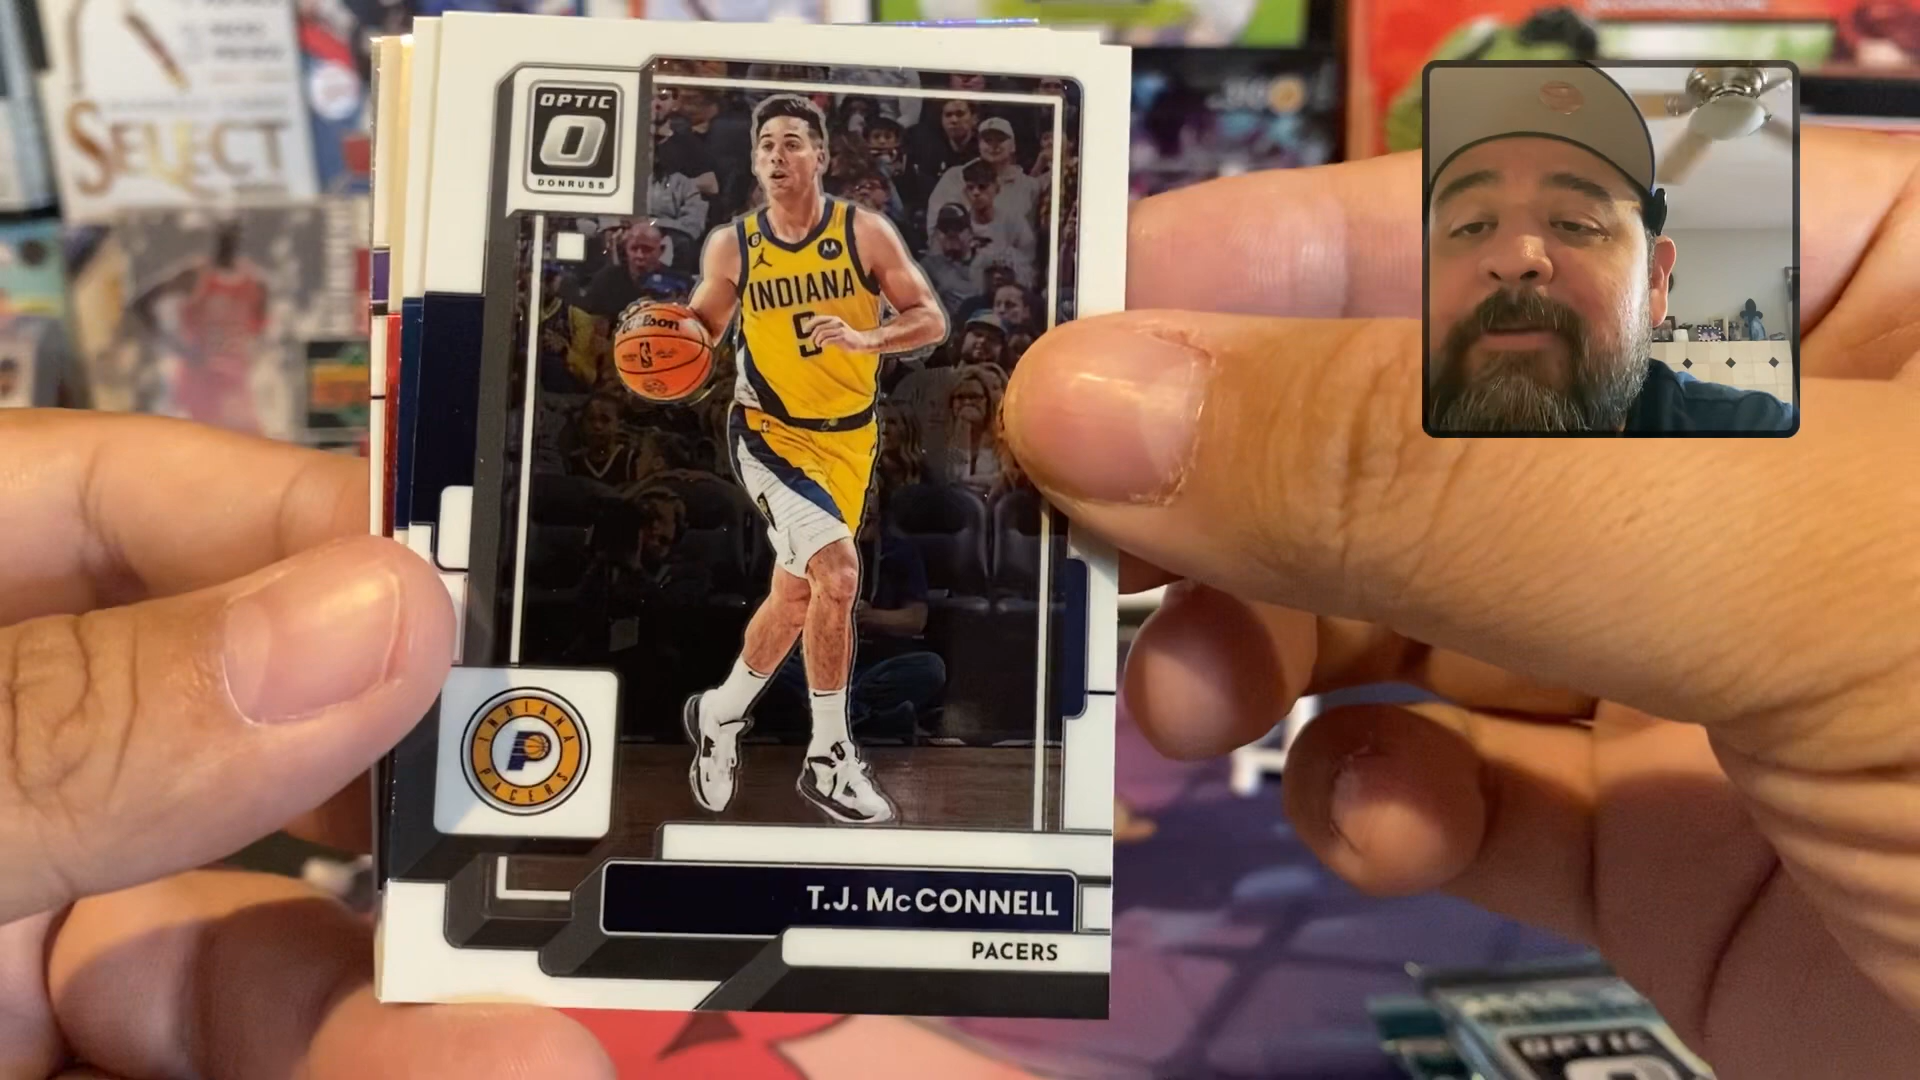 SELECT
OPTIC
DONRUSS
Wilson
INDIANA
5
INDIANA
PACERS
T.J. McCONNELL
PACERS
OPTIC